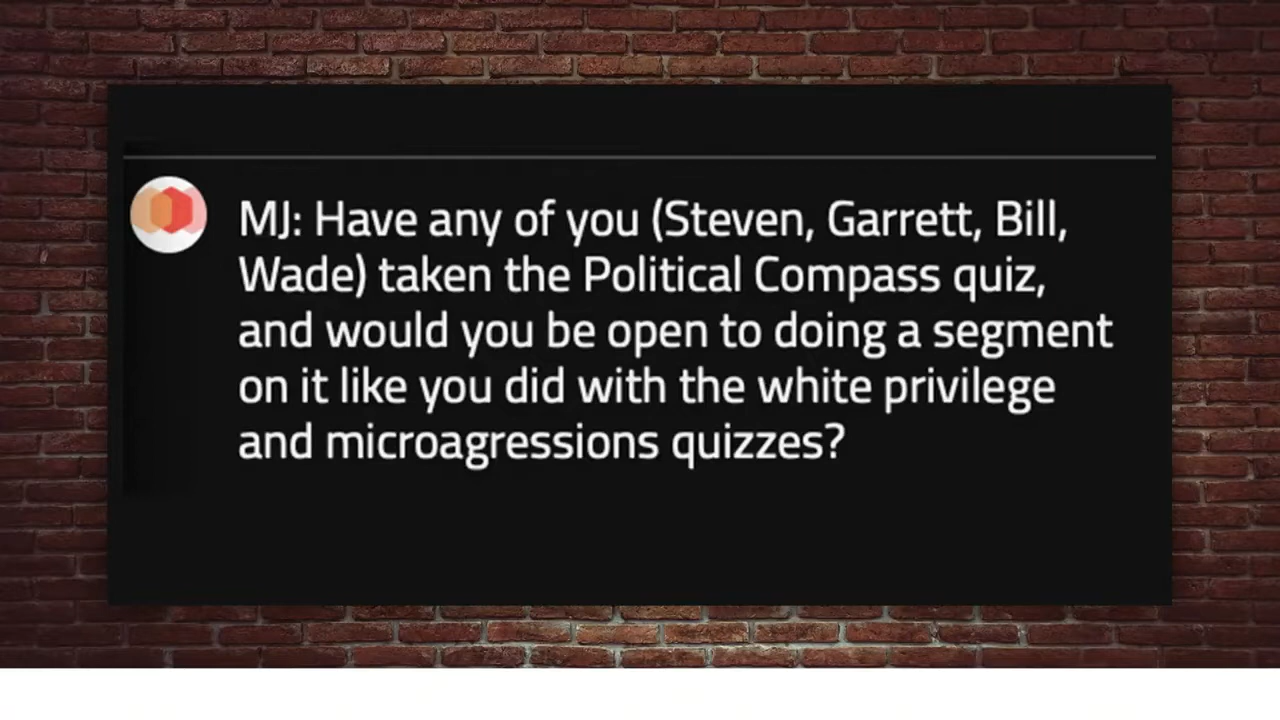 MJ: Have any of you (Steven, Garrett, Bill,
Wade) taken the Political Compass quiz,
and would you be open to doing a segment
on it like you did with the white privilege
and microagressions quizzes?